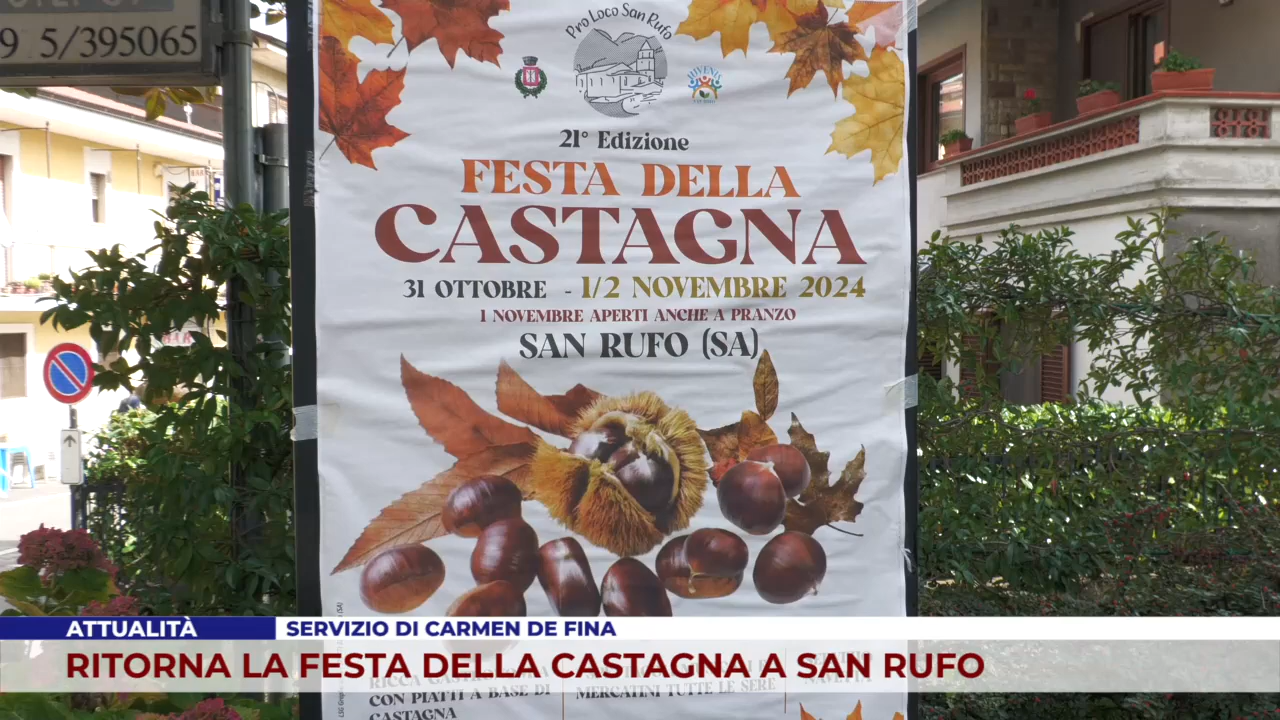 9 5/395065
Pro Loco San Rufo
21° Edizione
FESTA DELLA
CASTAGNA
31 OTTOBRE - 1/2 NOVEMBRE 2024
1 NOVEMBRE APERTI ANCHE A PRANZO
SAN RUFO (SA)
ATTUALITÀ
SERVIZIO DI CARMEN DE FINA
RITORNA LA FESTA DELLA CASTAGNA A SAN RUFO
CON PIATTI A BASE DI
CASTAGNA
MERCATINI TUTTE LE SERE